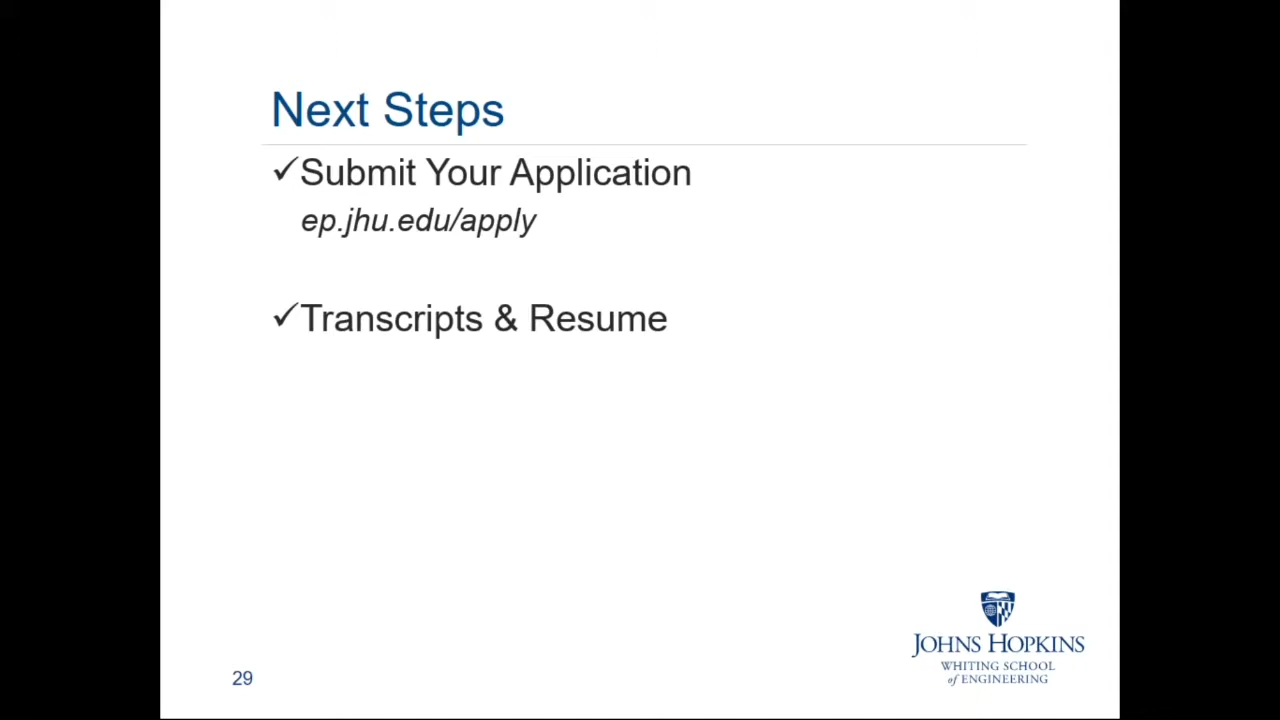 Next Steps
✓Submit Your Application
ep.jhu.edu/apply
✓Transcripts & Resume
JOHNS HOPKINS
WHITING SCHOOL
of ENGINEERING
29